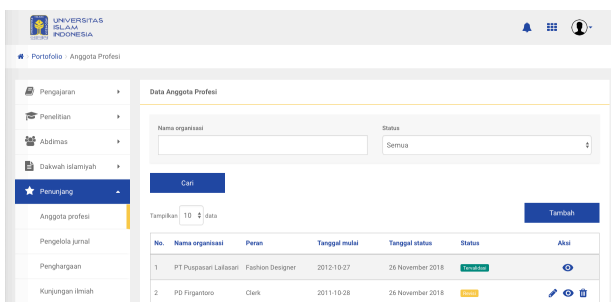 UNIVERSITAS
ISLAM
INDONESIA
Portofolio > Anggota Profesi
Pengajaran
Penelitian
Abdimas
Dakwah islamiyah
Penunjang
Anggota profesi
Pengelola jurnal
Penghargaan
Kunjungan ilmiah
Data Anggota Profesi
Nama organisasi
Status
Semua
Cari
Tampilkan 10 data
Tambah
No. Nama organisasi Peran Tanggal mulai Tanggal status Status Aksi
1 PT Puspasari Lailasari Fashion Designer 2012-10-27 26 November 2018 Tervalidasi
2 PD Firgantoro Clerk 2011-10-28 26 November 2018